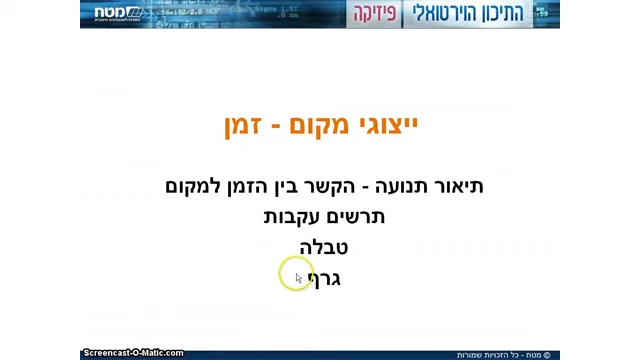 התיכון הוירטואלי | פיזיקה
מטח
ייצוגי מקום - זמן
תיאור תנועה - הקשר בין הזמן למקום
תרשים עקבות
טבלה
גרף
© מטח - כל הזכויות שמורות
Screencast-O-Matic.com